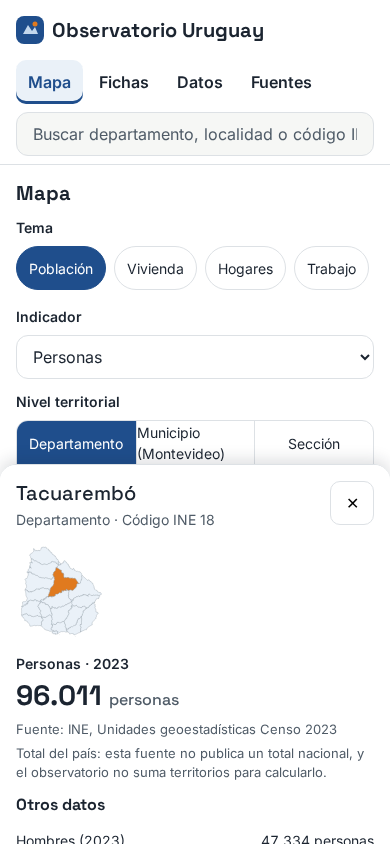 Observatorio Uruguay
Mapa Fichas Datos Fuentes
Buscar departamento, localidad o código
Mapa
Tema
Población Vivienda Hogares Trabajo
Indicador
Personas
Nivel territorial
Departamento Municipio (Montevideo) Sección
Tacuarembó
Departamento · Código INE 18
×
Personas · 2023
96.011 personas
Fuente: INE, Unidades geoestadísticas Censo 2023
Total del país: esta fuente no publica un total nacional, y
el observatorio no suma territorios para calcularlo.
Otros datos
Hombres (2023) 47.334 personas